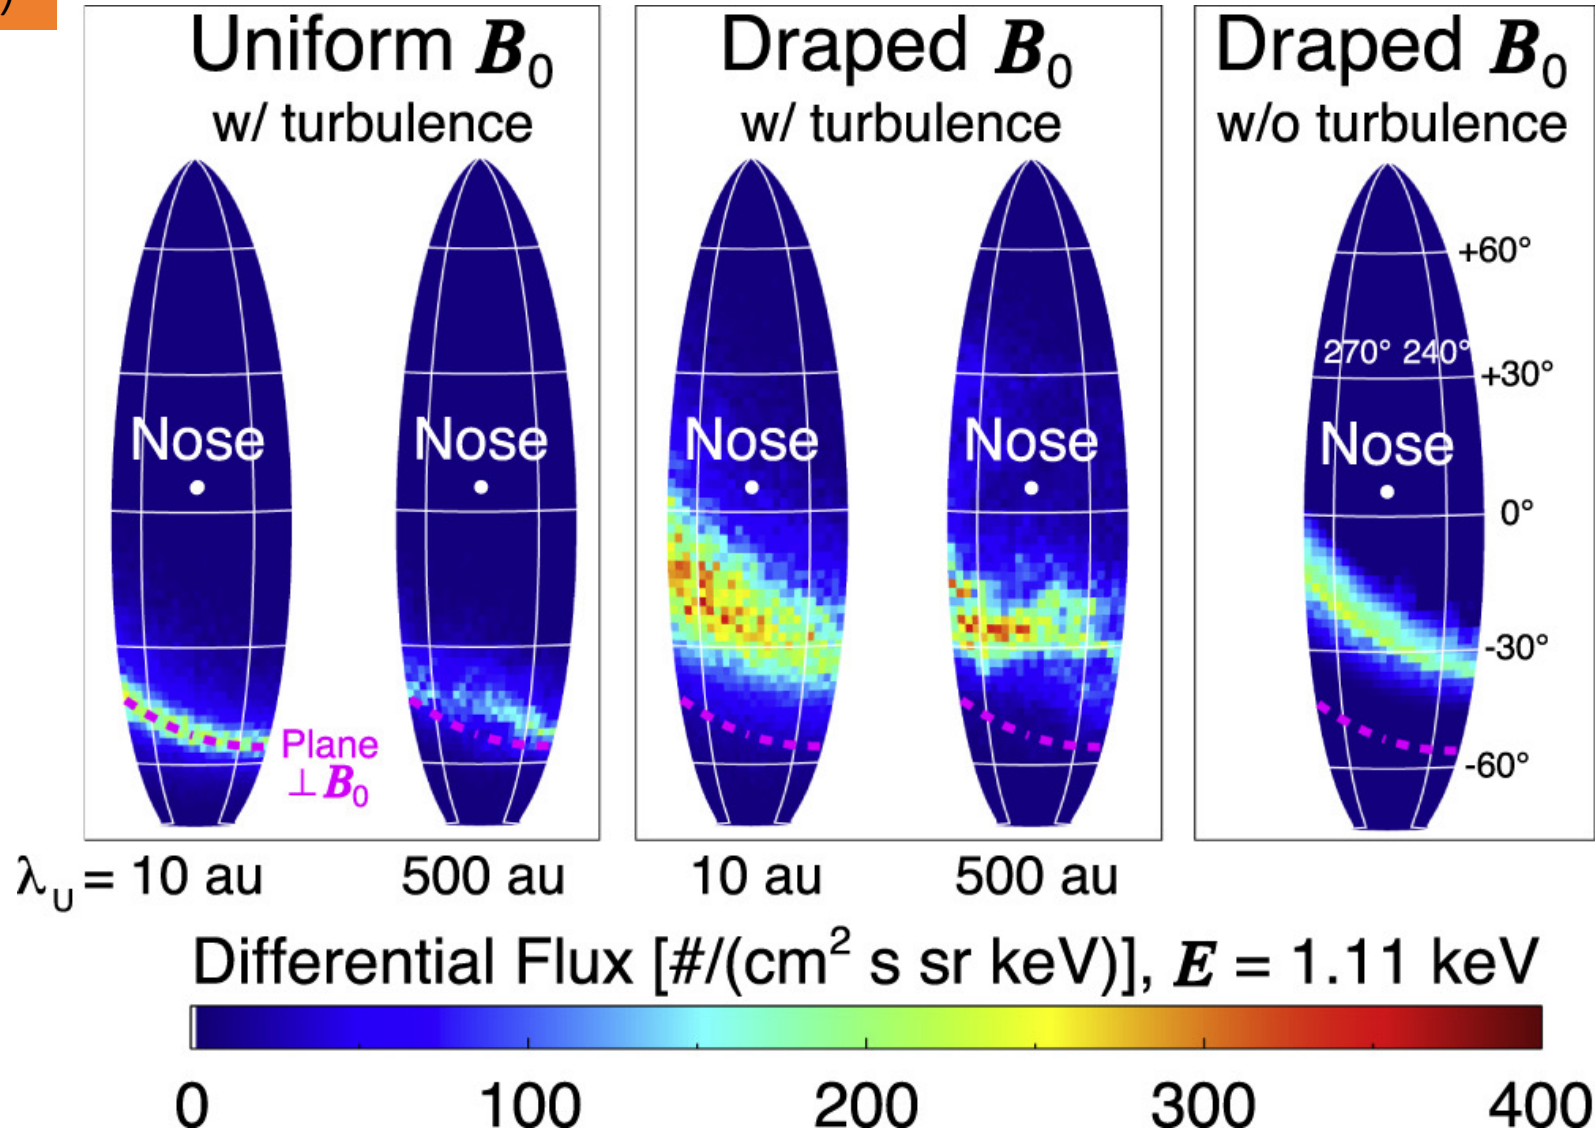 )
Uniform B₀
w/ turbulence
Nose
Nose
Plane
⊥ B₀
Draped B₀
w/ turbulence
Nose
Nose
Draped B₀
w/o turbulence
+60°
270° 240°
+30°
Nose
0°
-30°
-60°
λ_U = 10 au 500 au 10 au 500 au
Differential Flux [#/(cm² s sr keV)], E = 1.11 keV
0 100 200 300 400